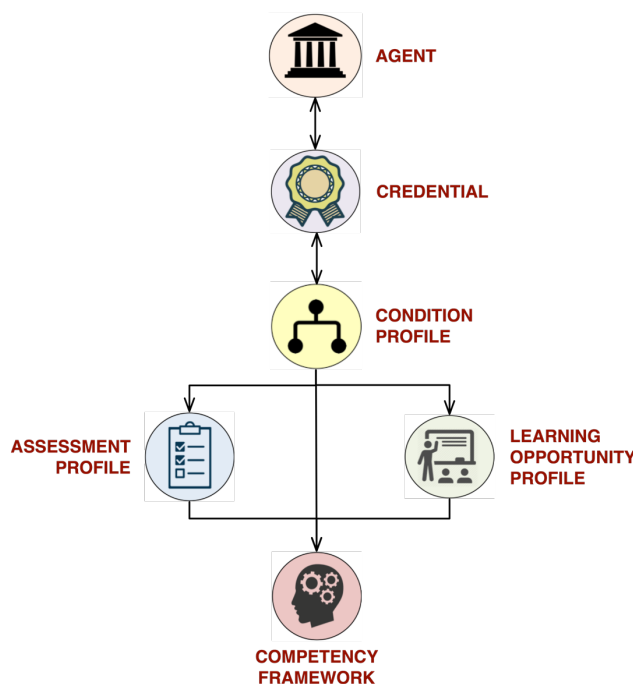 AGENT
CREDENTIAL
CONDITION
PROFILE
ASSESSMENT
PROFILE
LEARNING
OPPORTUNITY
PROFILE
COMPETENCY
FRAMEWORK